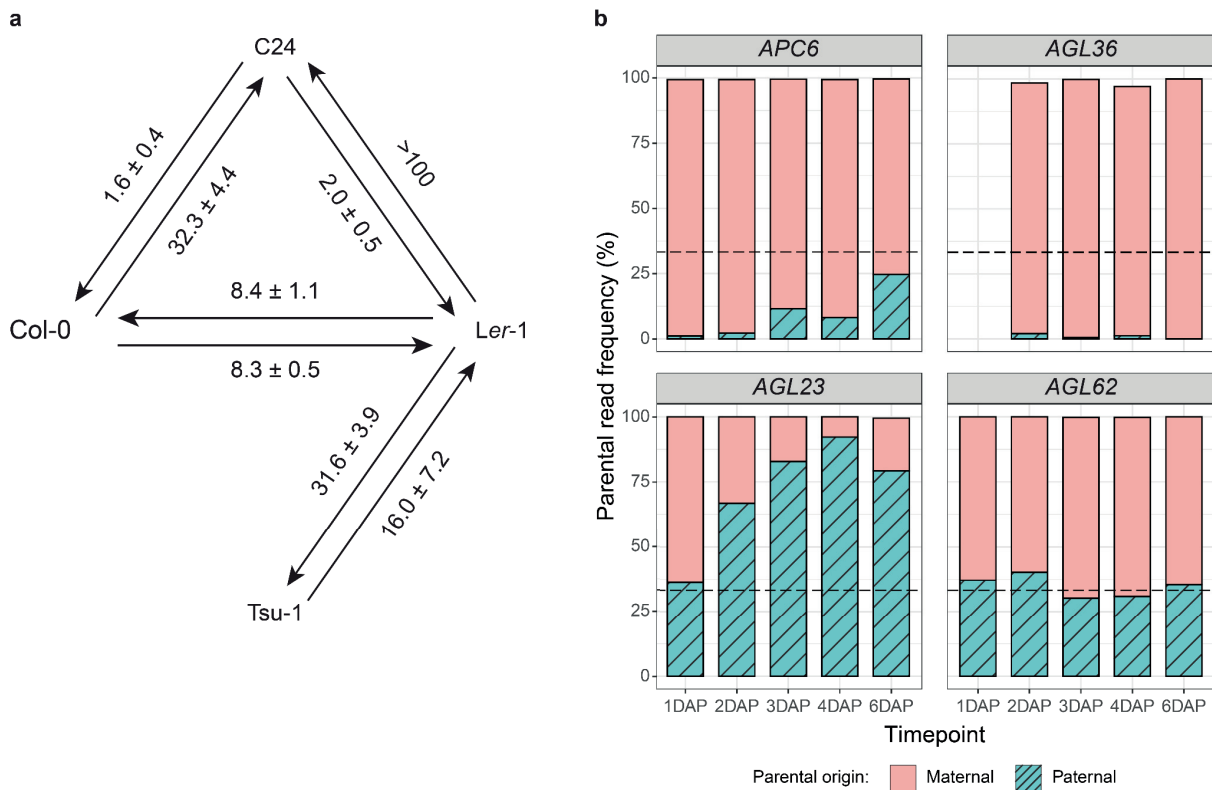 a
C24
1.6 ± 0.4
32.3 ± 4.4
2.0 ± 0.5
>100
Col-0
8.4 ± 1.1
8.3 ± 0.5
Ler-1
31.6 ± 3.9
16.0 ± 7.2
Tsu-1
b
APC6
AGL36
100
75
50
25
0
AGL23
AGL62
100
75
50
25
0
Parental read frequency (%)
1DAP 2DAP 3DAP 4DAP 6DAP
1DAP 2DAP 3DAP 4DAP 6DAP
Timepoint
Parental origin: Maternal Paternal